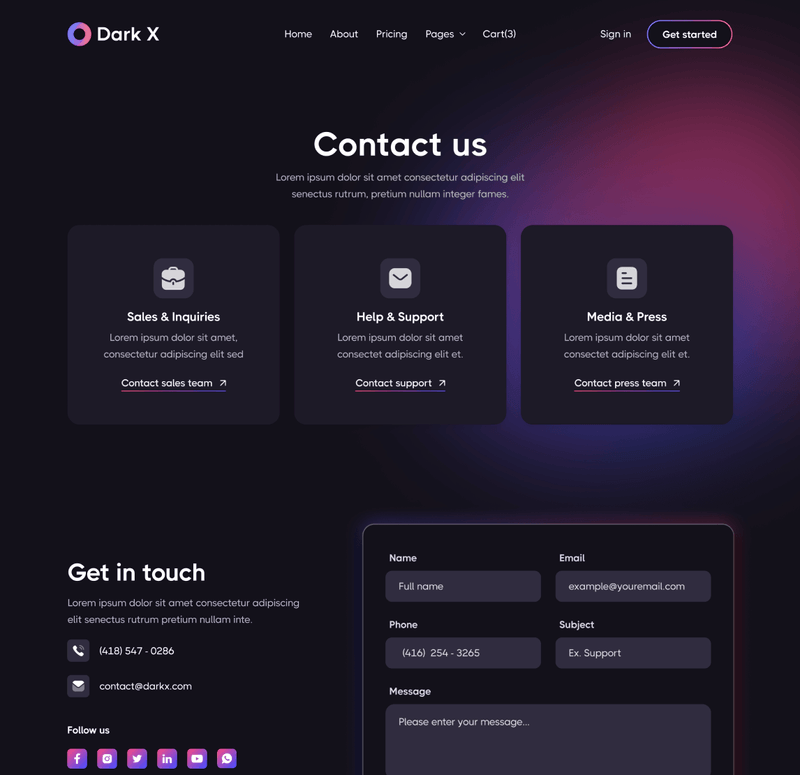 Dark X
Home About Pricing Pages Cart(3)
Sign in Get started
Contact us
Lorem ipsum dolor sit amet consectetur adipiscing elit
senectus rutrum, pretium nullam integer fames.
Sales & Inquiries
Lorem ipsum dolor sit amet,
consectetur adipiscing elit sed
Contact sales team
Help & Support
Lorem ipsum dolor sit amet
consectet adipiscing elit et.
Contact support
Media & Press
Lorem ipsum dolor sit amet
consectet adipiscing elit et.
Contact press team
Get in touch
Lorem ipsum dolor sit amet consectetur adipiscing
elit senectus rutrum pretium nullam inte.
(418) 547 - 0286
contact@darkx.com
Follow us
f
in
Name
Full name
Email
example@youremail.com
Phone
(416) 254 - 3265
Subject
Ex. Support
Message
Please enter your message...